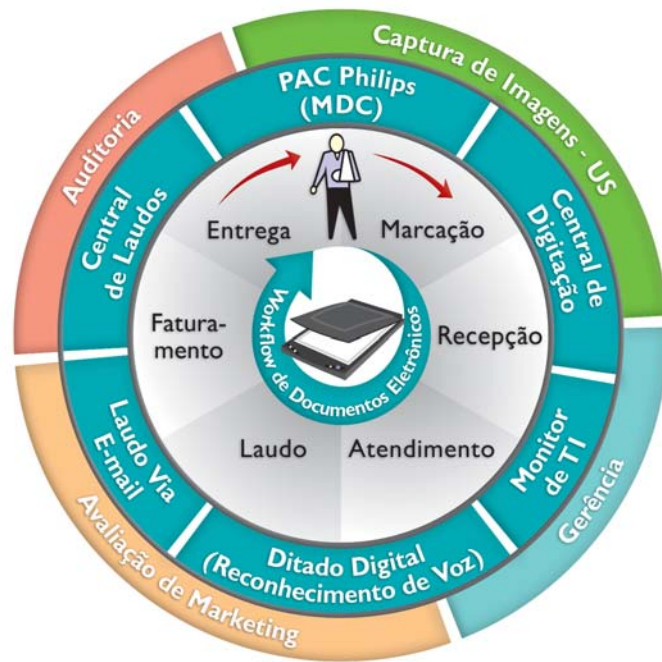 Captura de Imagens - US
Auditoria
PAC Philips
(MDC)
Central
de Laudos
Central de
Digitação
Entrega
Marcação
Fatura-
mento
Recepção
Workflow de Documentos Eletrônicos
Laudo
Atendimento
Laudo Via
E-mail
Monitor
de TI
Ditado Digital
(Reconhecimento de Voz)
Gerência
Avaliação de Marketing